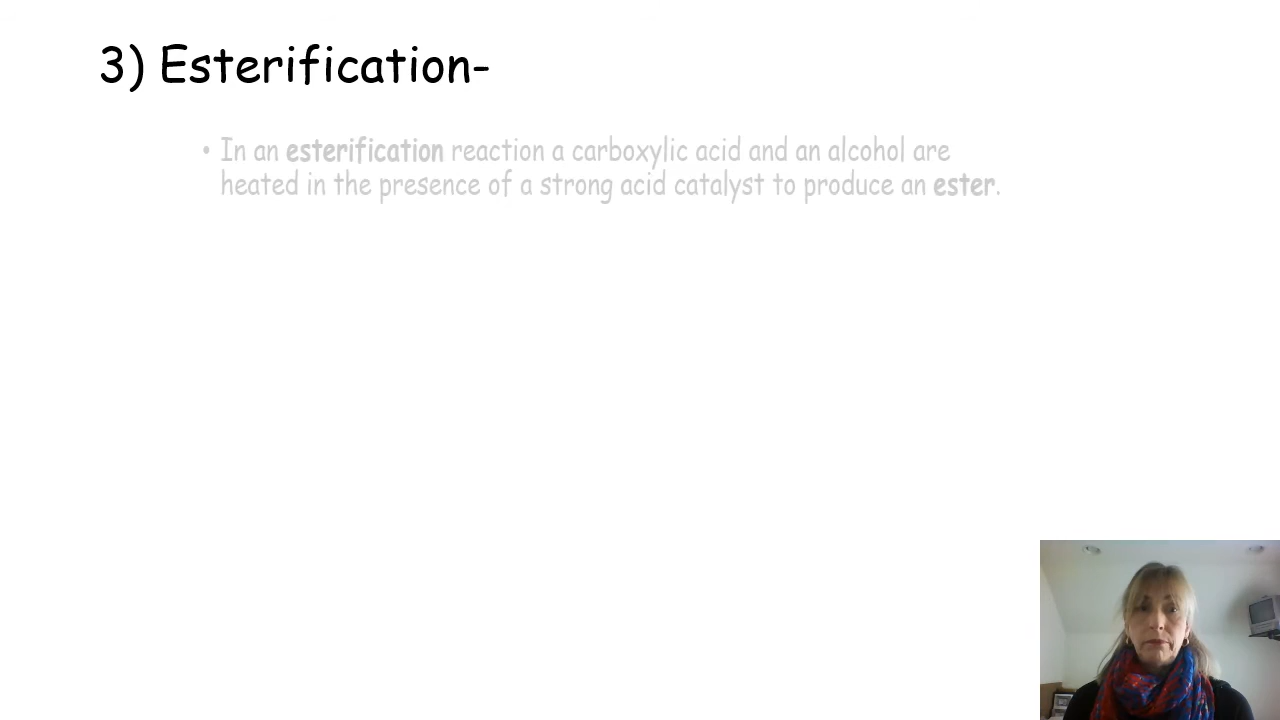 3) Esterification-
• In an esterification reaction a carboxylic acid and an alcohol are
heated in the presence of a strong acid catalyst to produce an ester.